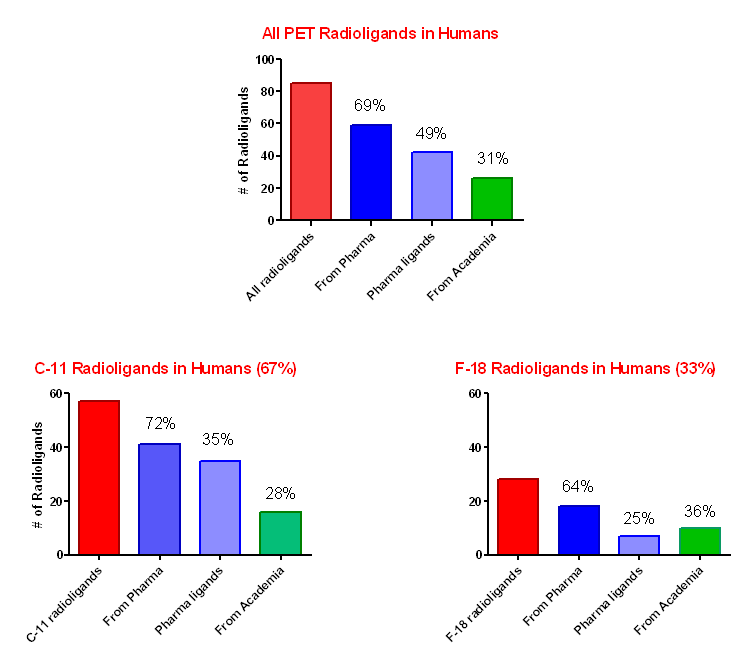 All PET Radioligands in Humans
# of Radioligands
100
80
60
40
20
0
69%
49%
31%
All radioligands
From Pharma
Pharma ligands
From Academia
C-11 Radioligands in Humans (67%)
# of Radioligands
60
40
20
0
72%
35%
28%
C-11 radioligands
From Pharma
Pharma ligands
From Academia
F-18 Radioligands in Humans (33%)
60
40
20
0
64%
25%
36%
F-18 radioligands
From Pharma
Pharma ligands
From Academia